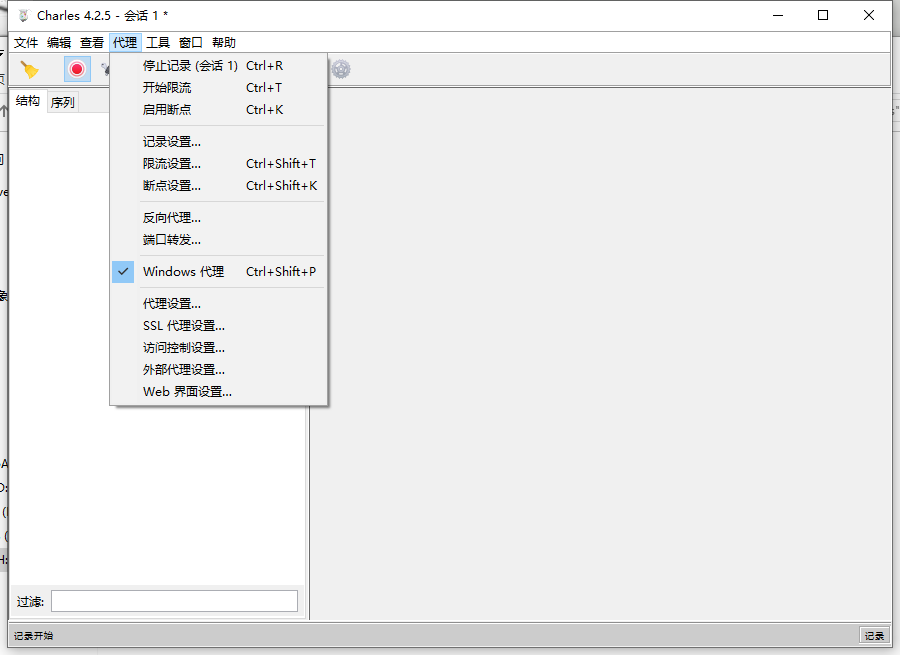 Charles 4.2.5 - 会话 1 *
文件 编辑 查看 代理 工具 窗口 帮助
停止记录 (会话 1) Ctrl+R
开始限流 Ctrl+T
启用断点 Ctrl+K
记录设置...
限流设置... Ctrl+Shift+T
断点设置... Ctrl+Shift+K
反向代理...
端口转发...
Windows 代理 Ctrl+Shift+P
代理设置...
SSL 代理设置...
访问控制设置...
外部代理设置...
Web 界面设置...
结构 序列
过滤:
记录开始 记录